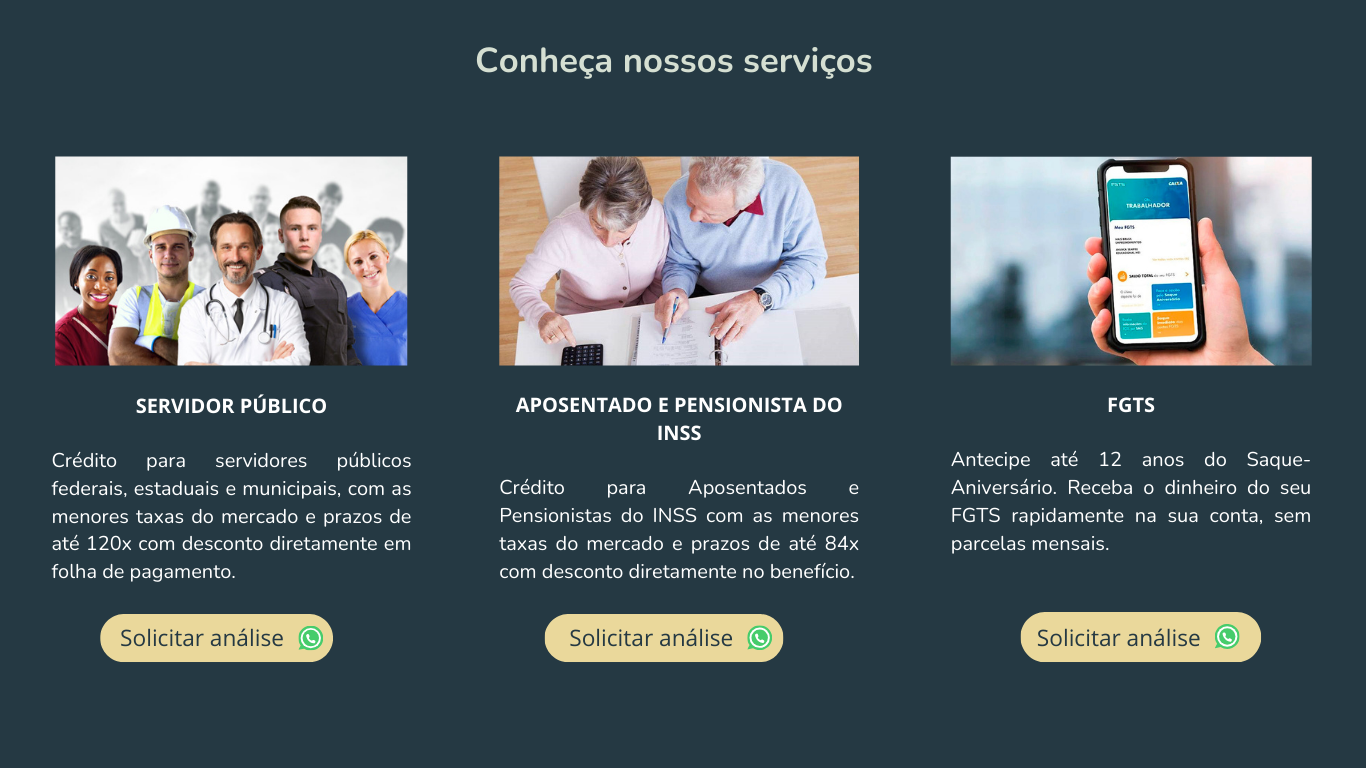 Conheça nossos serviços
TRABALHADOR
Meu FGTS
SERVIDOR PÚBLICO
Crédito para servidores públicos
federais, estaduais e municipais, com as
menores taxas do mercado e prazos de
até 120x com desconto diretamente em
folha de pagamento.
Solicitar análise
APOSENTADO E PENSIONISTA DO
INSS
Crédito para Aposentados e
Pensionistas do INSS com as menores
taxas do mercado e prazos de até 84x
com desconto diretamente no benefício.
Solicitar análise
FGTS
Antecipe até 12 anos do Saque-
Aniversário. Receba o dinheiro do seu
FGTS rapidamente na sua conta, sem
parcelas mensais.
Solicitar análise